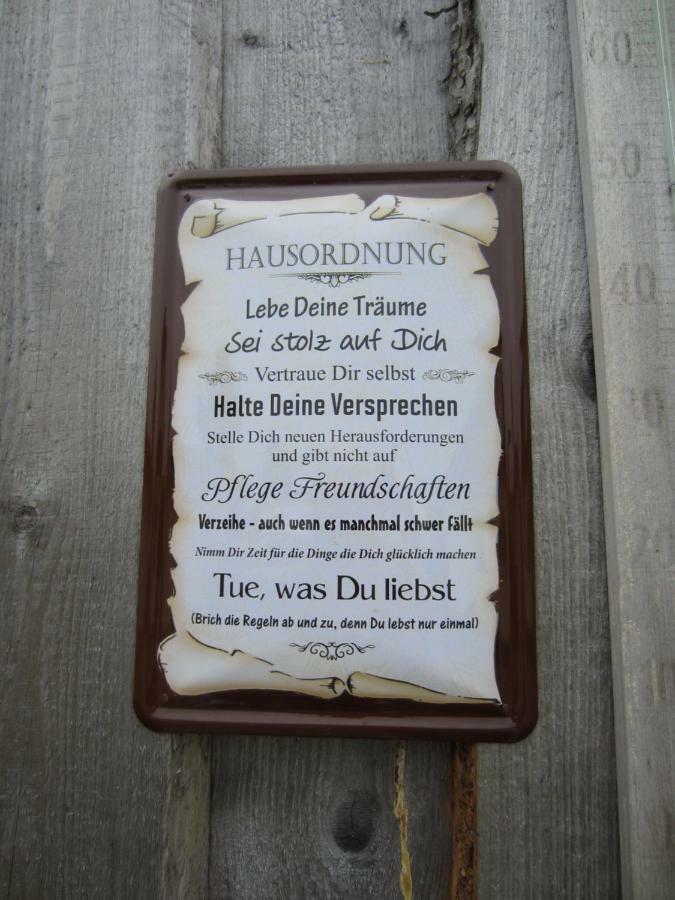 HAUSORDNUNG
Lebe Deine Träume
Sei stolz auf Dich
Vertraue Dir selbst
Halte Deine Versprechen
Stelle Dich neuen Herausforderungen
und gibt nicht auf
Pflege Freundschaften
Verzeihe - auch wenn es manchmal schwer fällt
Nimm Dir Zeit für die Dinge die Dich glücklich machen
Tue, was Du liebst
(Brich die Regeln ab und zu, denn Du lebst nur einmal)
60
50
40